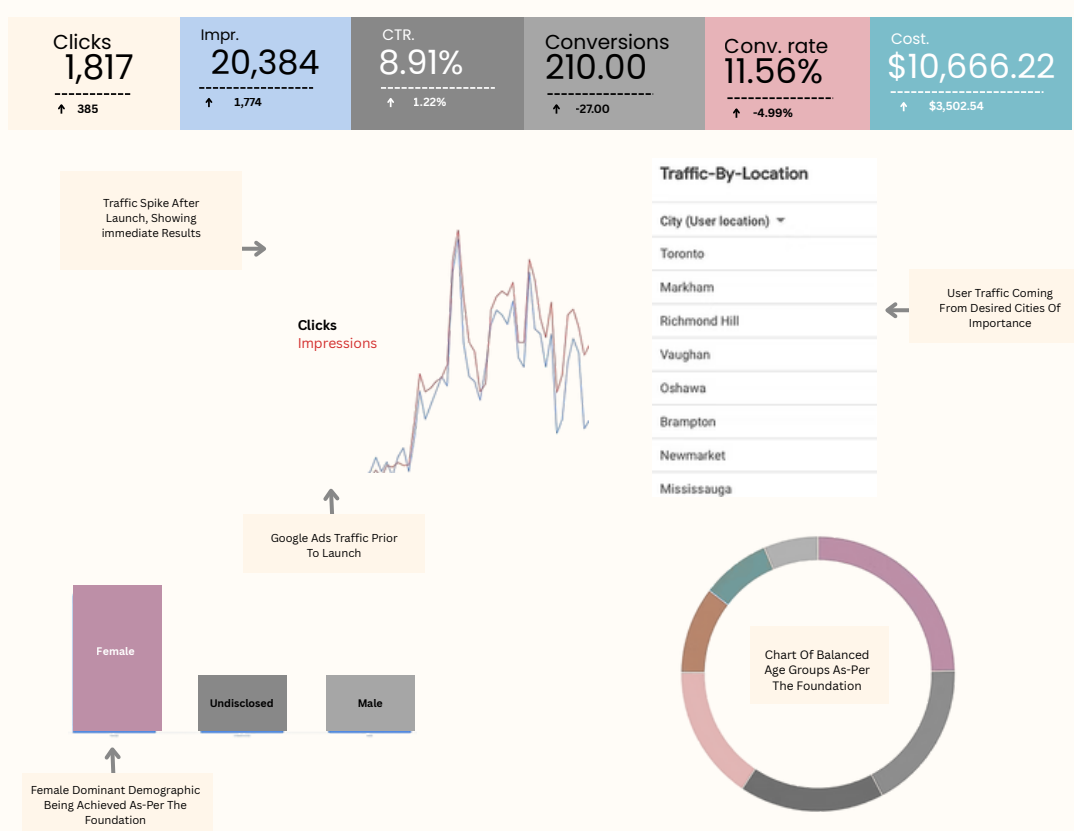 Clicks
1,817
385
Impr.
20,384
1,774
CTR.
8.91%
1.22%
Conversions
210.00
-27.00
Conv. rate
11.56%
-4.99%
Cost.
$10,666.22
$3,502.54
Traffic Spike After
Launch, Showing
immediate Results
Clicks
Impressions
Google Ads Traffic Prior
To Launch
Traffic-By-Location
City (User location)
Toronto
Markham
Richmond Hill
Vaughan
Oshawa
Brampton
Newmarket
Mississauga
User Traffic Coming
From Desired Cities Of
Importance
Female
Undisclosed
Male
Female Dominant Demographic
Being Achieved As-Per The
Foundation
Chart Of Balanced
Age Groups As-Per
The Foundation